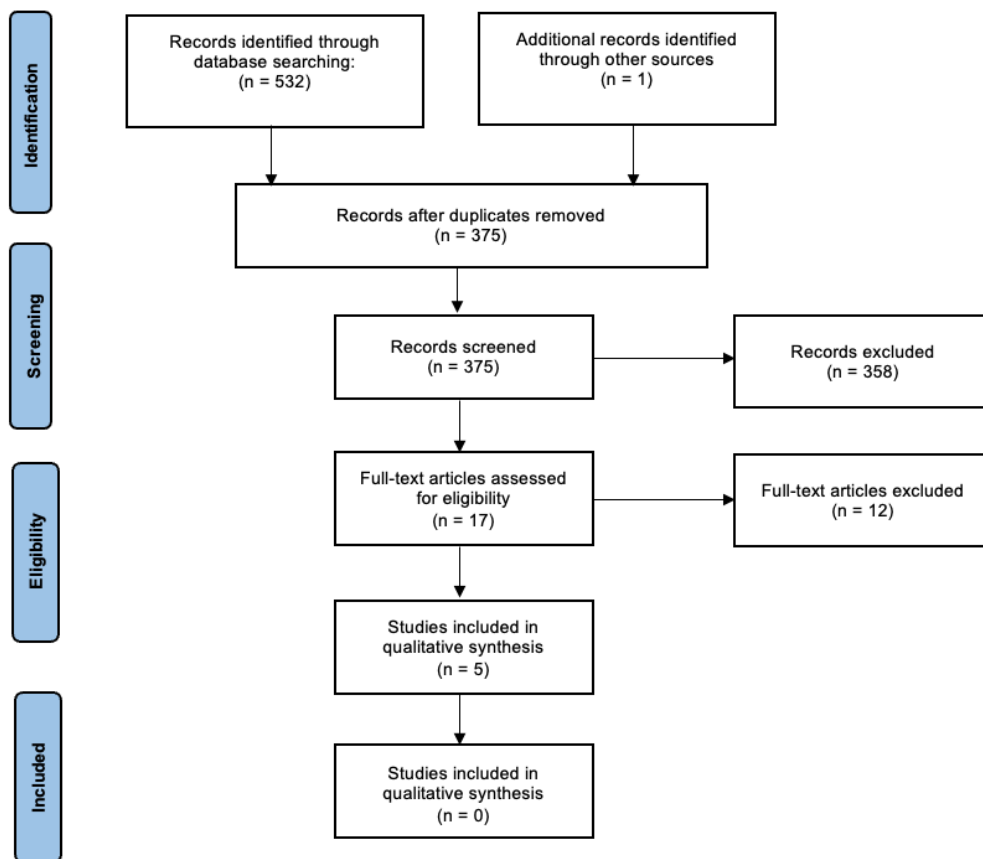 Identification
Records identified through
database searching:
(n = 532)
Additional records identified
through other sources
(n = 1)
Records after duplicates removed
(n = 375)
Screening
Records screened
(n = 375)
Records excluded
(n = 358)
Eligibility
Full-text articles assessed
for eligibility
(n = 17)
Full-text articles excluded
(n = 12)
Studies included in
qualitative synthesis
(n = 5)
Included
Studies included in
qualitative synthesis
(n = 0)